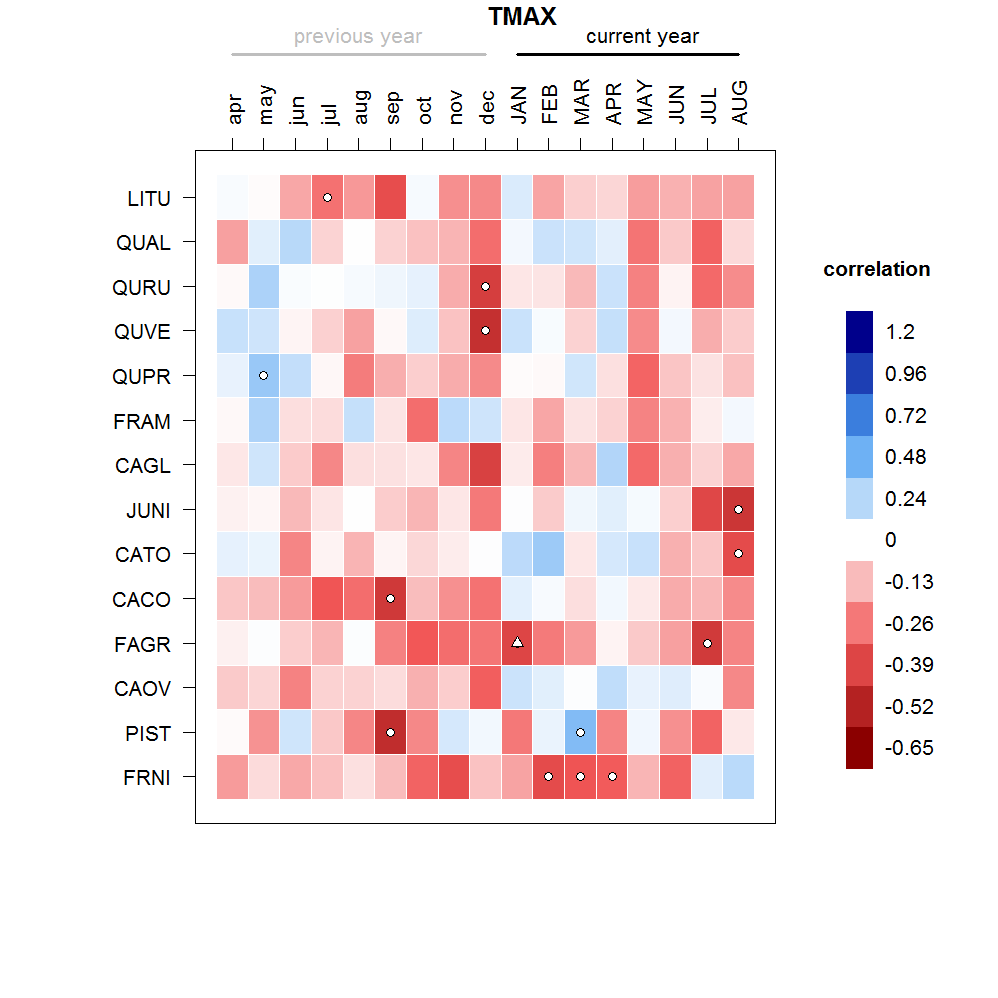 TMAX
previous year current year
apr may jun jul aug sep oct nov dec JAN FEB MAR APR MAY JUN JUL AUG
LITU
QUAL
QURU
QUVE
QUPR
FRAM
CAGL
JUNI
CATO
CACO
FAGR
CAOV
PIST
FRNI
correlation
1.2
0.96
0.72
0.48
0.24
0
-0.13
-0.26
-0.39
-0.52
-0.65